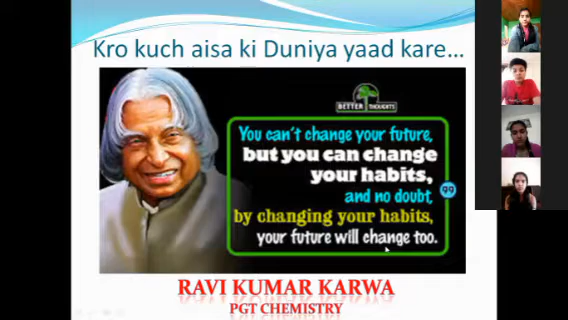 Kro kuch aisa ki Duniya yaad kare...
BETTER THOUGHTS
You can't change your future,
but you can change
your habits,
and no doubt,
by changing your habits,
your future will change too.
RAVI KUMAR KARWA
PGT CHEMISTRY